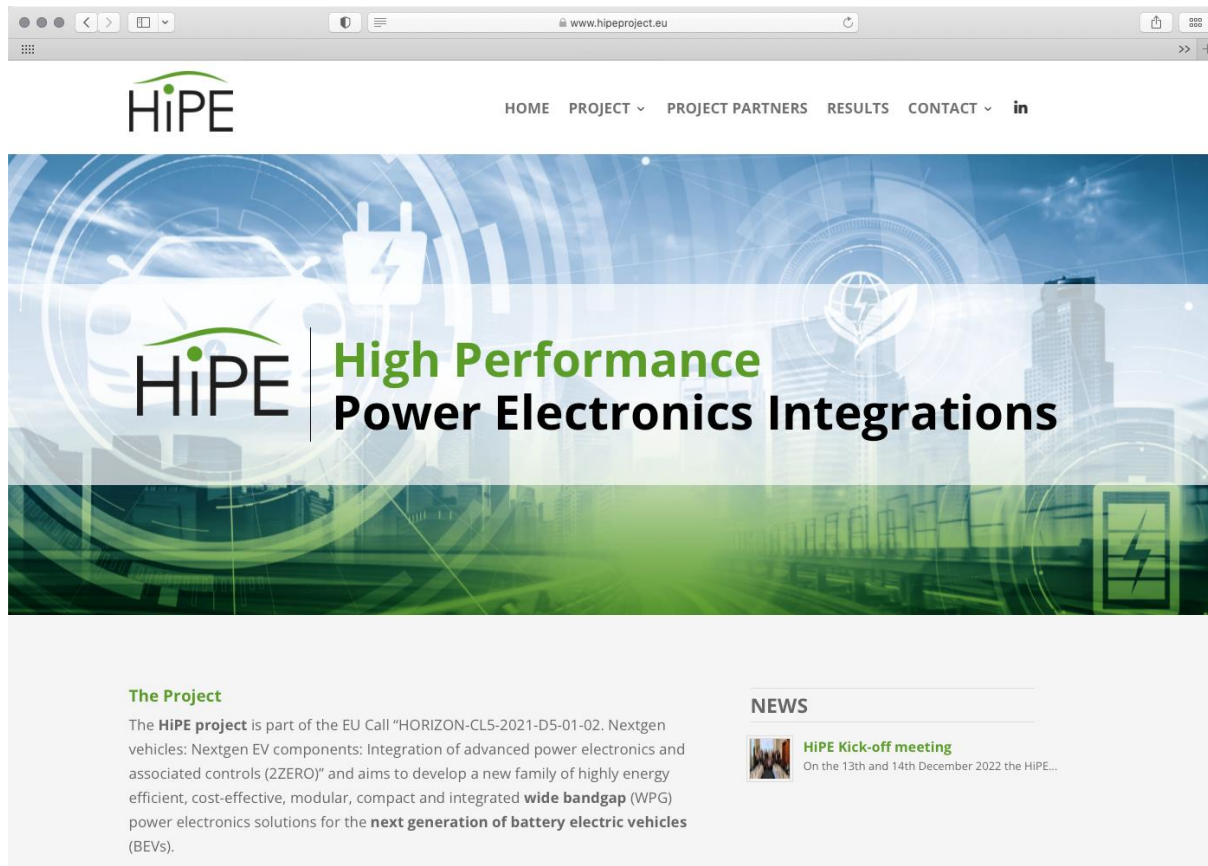 www.hipeproject.eu
HiPE
HOME PROJECT PROJECT PARTNERS RESULTS CONTACT in
HiPE
High Performance
Power Electronics Integrations
The Project
The HiPE project is part of the EU Call “HORIZON-CL5-2021-D5-01-02. Nextgen
vehicles: Nextgen EV components: Integration of advanced power electronics and
associated controls (2ZERO)” and aims to develop a new family of highly energy
efficient, cost-effective, modular, compact and integrated wide bandgap (WPG)
power electronics solutions for the next generation of battery electric vehicles
(BEVs).
NEWS
HiPE Kick-off meeting
On the 13th and 14th December 2022 the HiPE...